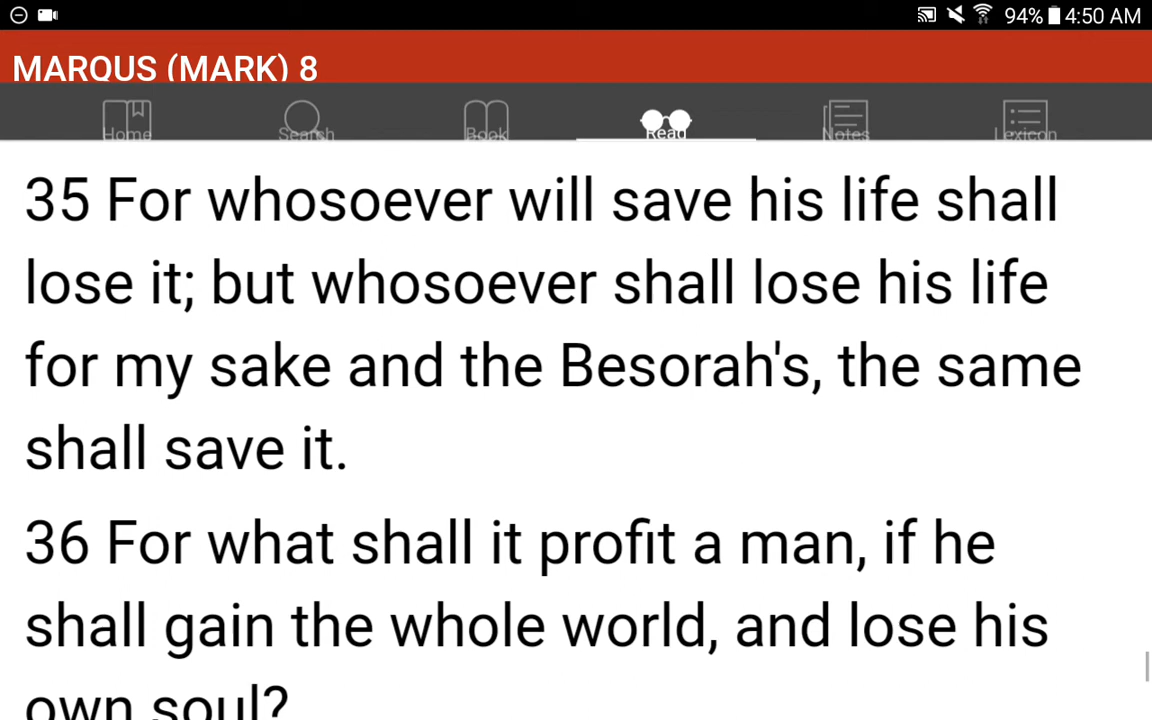 94% 4:50 AM
MARQUS (MARK) 8
Home Search Book Read Notes Lexicon
35 For whosoever will save his life shall
lose it; but whosoever shall lose his life
for my sake and the Besorah's, the same
shall save it.
36 For what shall it profit a man, if he
shall gain the whole world, and lose his
own soul?